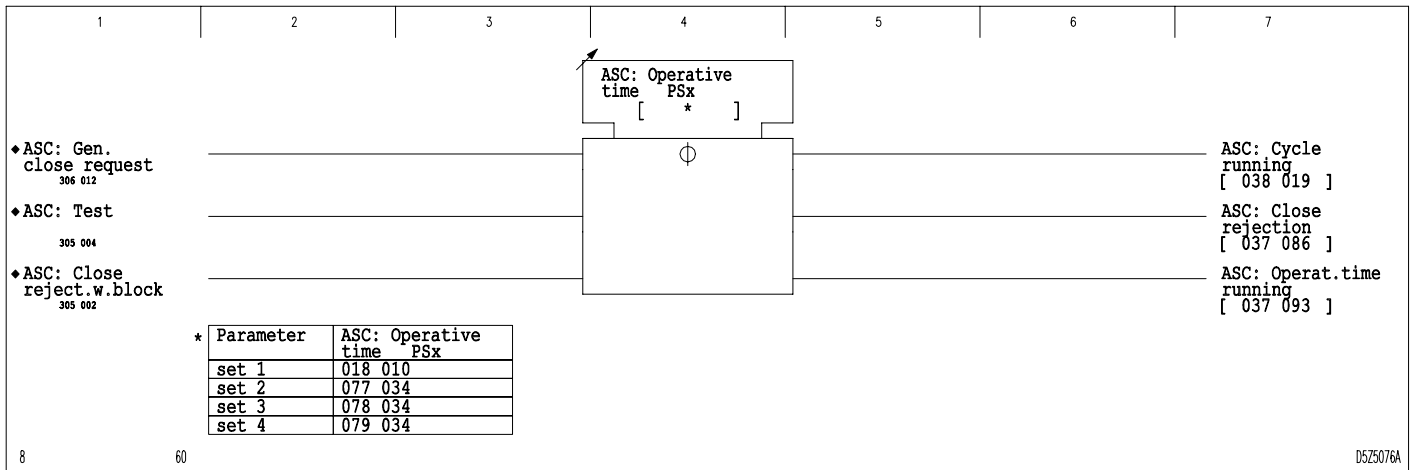 1 2 3 4 5 6 7
ASC: Operative
time PSx
[ * ]
◆ASC: Gen.
close request
306 012
◆ASC: Test
305 004
◆ASC: Close
reject.w.block
305 002
ASC: Cycle
running
[ 038 019 ]
ASC: Close
rejection
[ 037 086 ]
ASC: Operat.time
running
[ 037 093 ]
* Parameter ASC: Operative
time PSx
set 1 018 010
set 2 077 034
set 3 078 034
set 4 079 034
8 60 D5Z5076A